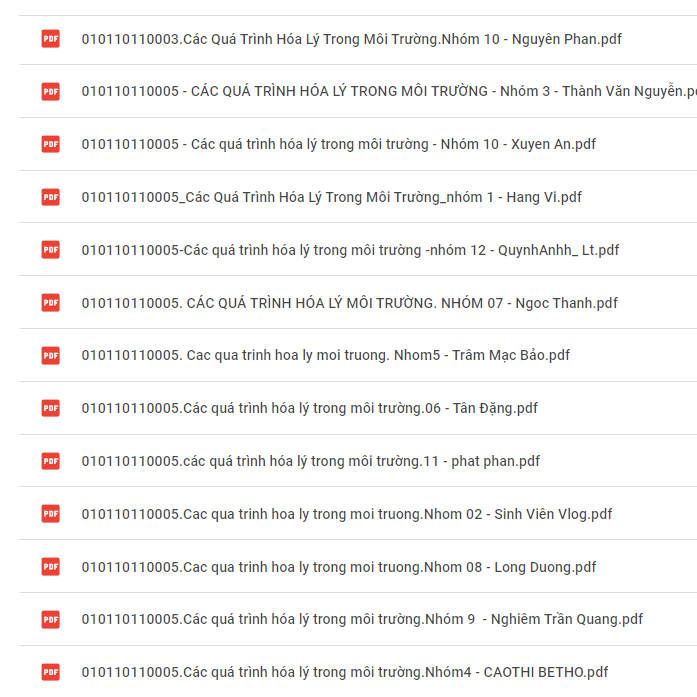 PDF 010110110003.Các Quá Trình Hóa Lý Trong Môi Trường.Nhóm 10 - Nguyên Phan.pdf
PDF 010110110005 - CÁC QUÁ TRÌNH HÓA LÝ TRONG MÔI TRƯỜNG - Nhóm 3 - Thành Văn Nguyễn.p
PDF 010110110005 - Các quá trình hóa lý trong môi trường - Nhóm 10 - Xuyen An.pdf
PDF 010110110005_Các Quá Trình Hóa Lý Trong Môi Trường_nhóm 1 - Hang Vi.pdf
PDF 010110110005-Các quá trình hóa lý trong môi trường -nhóm 12 - QuynhAnhh_ Lt.pdf
PDF 010110110005. CÁC QUÁ TRÌNH HÓA LÝ MÔI TRƯỜNG. NHÓM 07 - Ngoc Thanh.pdf
PDF 010110110005. Cac qua trinh hoa ly moi truong. Nhom5 - Trâm Mạc Bảo.pdf
PDF 010110110005.Các quá trình hóa lý trong môi trường.06 - Tân Đặng.pdf
PDF 010110110005.các quá trình hóa lý trong môi trường.11 - phat phan.pdf
PDF 010110110005.Cac qua trinh hoa ly trong moi truong.Nhom 02 - Sinh Viên Vlog.pdf
PDF 010110110005.Cac qua trinh hoa ly trong moi truong.Nhom 08 - Long Duong.pdf
PDF 010110110005.Các quá trình hóa lý trong môi trường.Nhóm 9  - Nghiêm Trần Quang.pdf
PDF 010110110005.Các quá trình hóa lý trong môi trường.Nhóm4 - CAOTHI BETHO.pdf